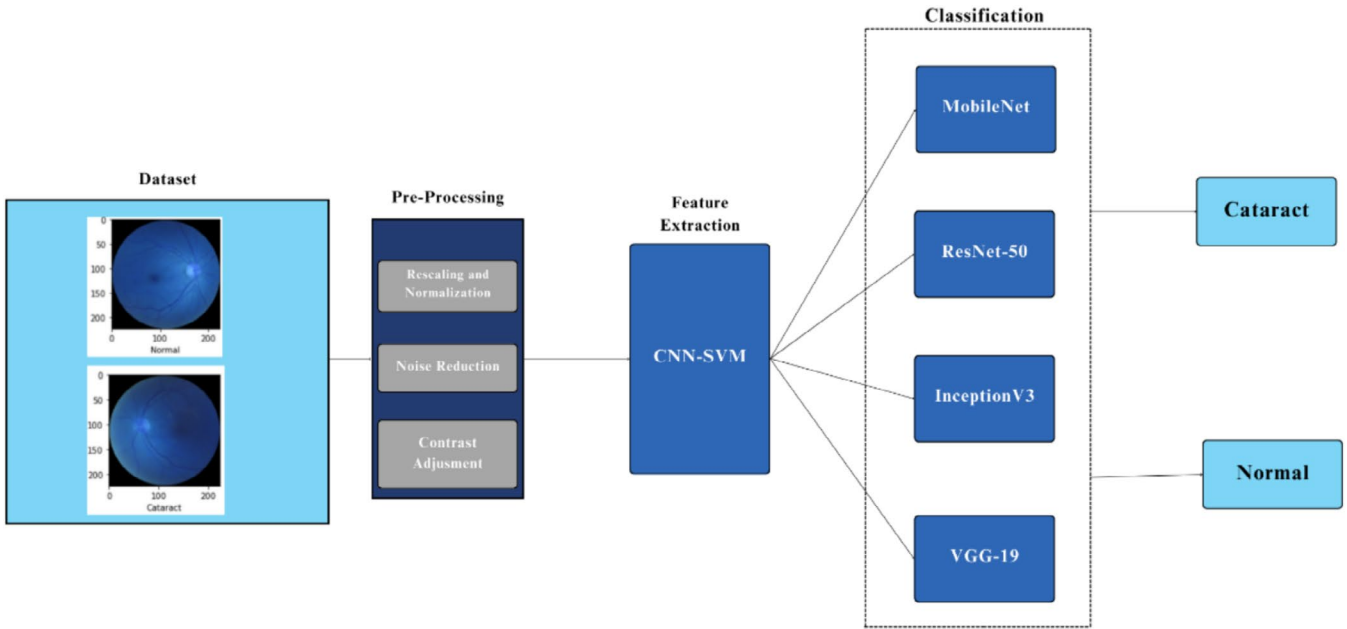 Dataset
0
50
100
150
200
0 100 200
Normal
0
50
100
150
200
0 100 200
Cataract
Pre-Processing
Rescaling and
Normalization
Noise Reduction
Contrast
Adjusment
Feature
Extraction
CNN-SVM
Classification
MobileNet
ResNet-50
InceptionV3
VGG-19
Cataract
Normal